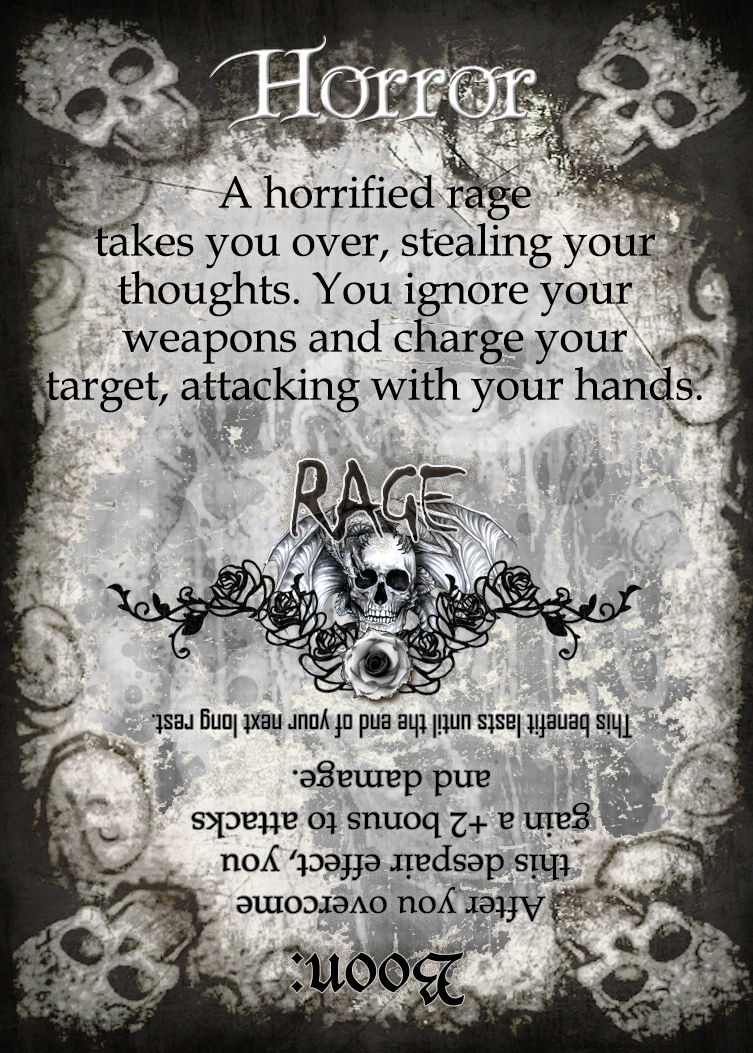 Horror
A horrified rage
takes you over, stealing your
thoughts. You ignore your
weapons and charge your
target, attacking with your hands.
RAGE
Boon:
After you overcome
this despair effect, you
gain a +2 bonus to attacks
and damage.
This benefit lasts until the end of your next long rest.